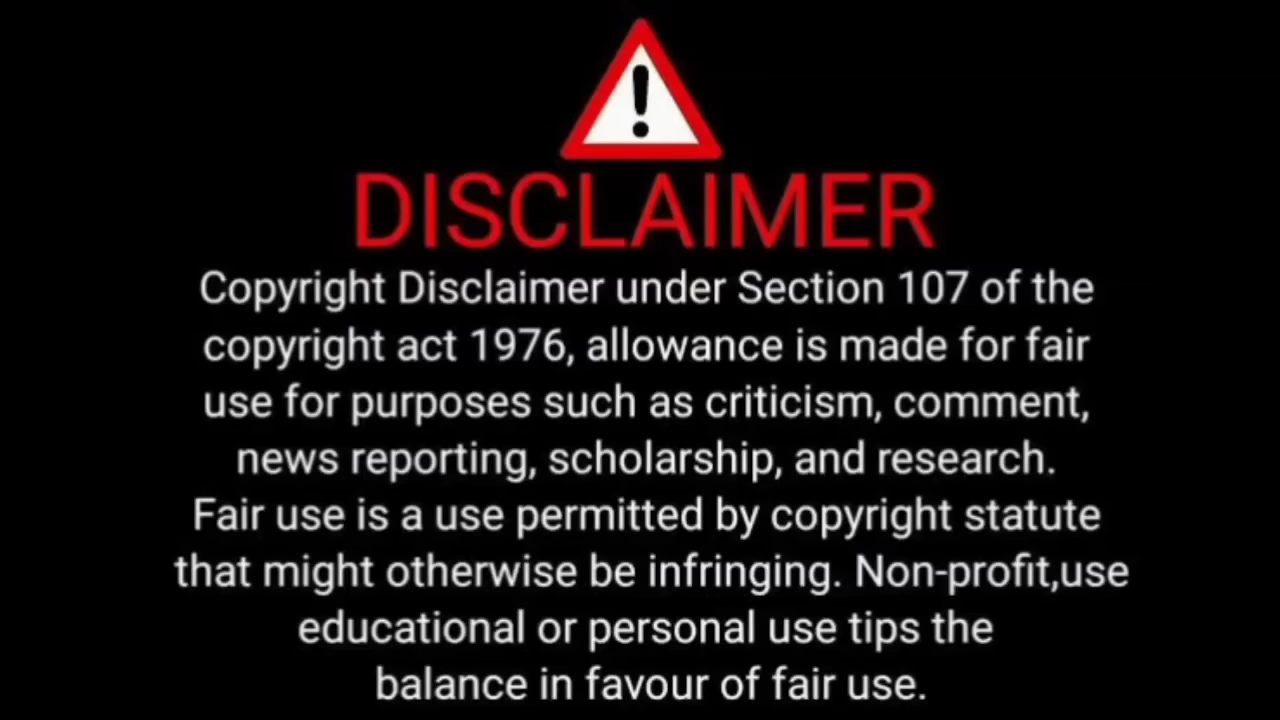 DISCLAIMER
Copyright Disclaimer under Section 107 of the
copyright act 1976, allowance is made for fair
use for purposes such as criticism, comment,
news reporting, scholarship, and research.
Fair use is a use permitted by copyright statute
that might otherwise be infringing. Non-profit,use
educational or personal use tips the
balance in favour of fair use.